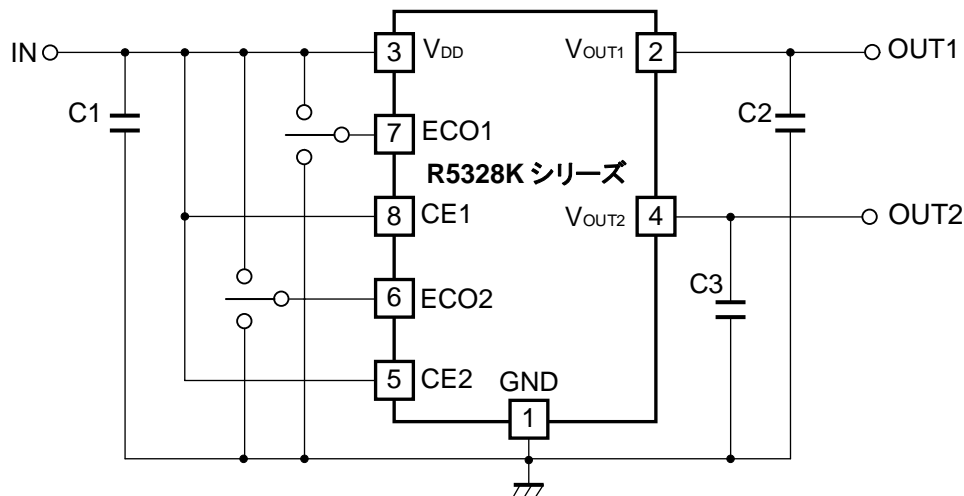 IN
3
VDD
VOUT1
2
OUT1
C1
7
ECO1
C2
R5328K シリーズ
8
CE1
VOUT2
4
OUT2
6
ECO2
C3
5
CE2
GND
1